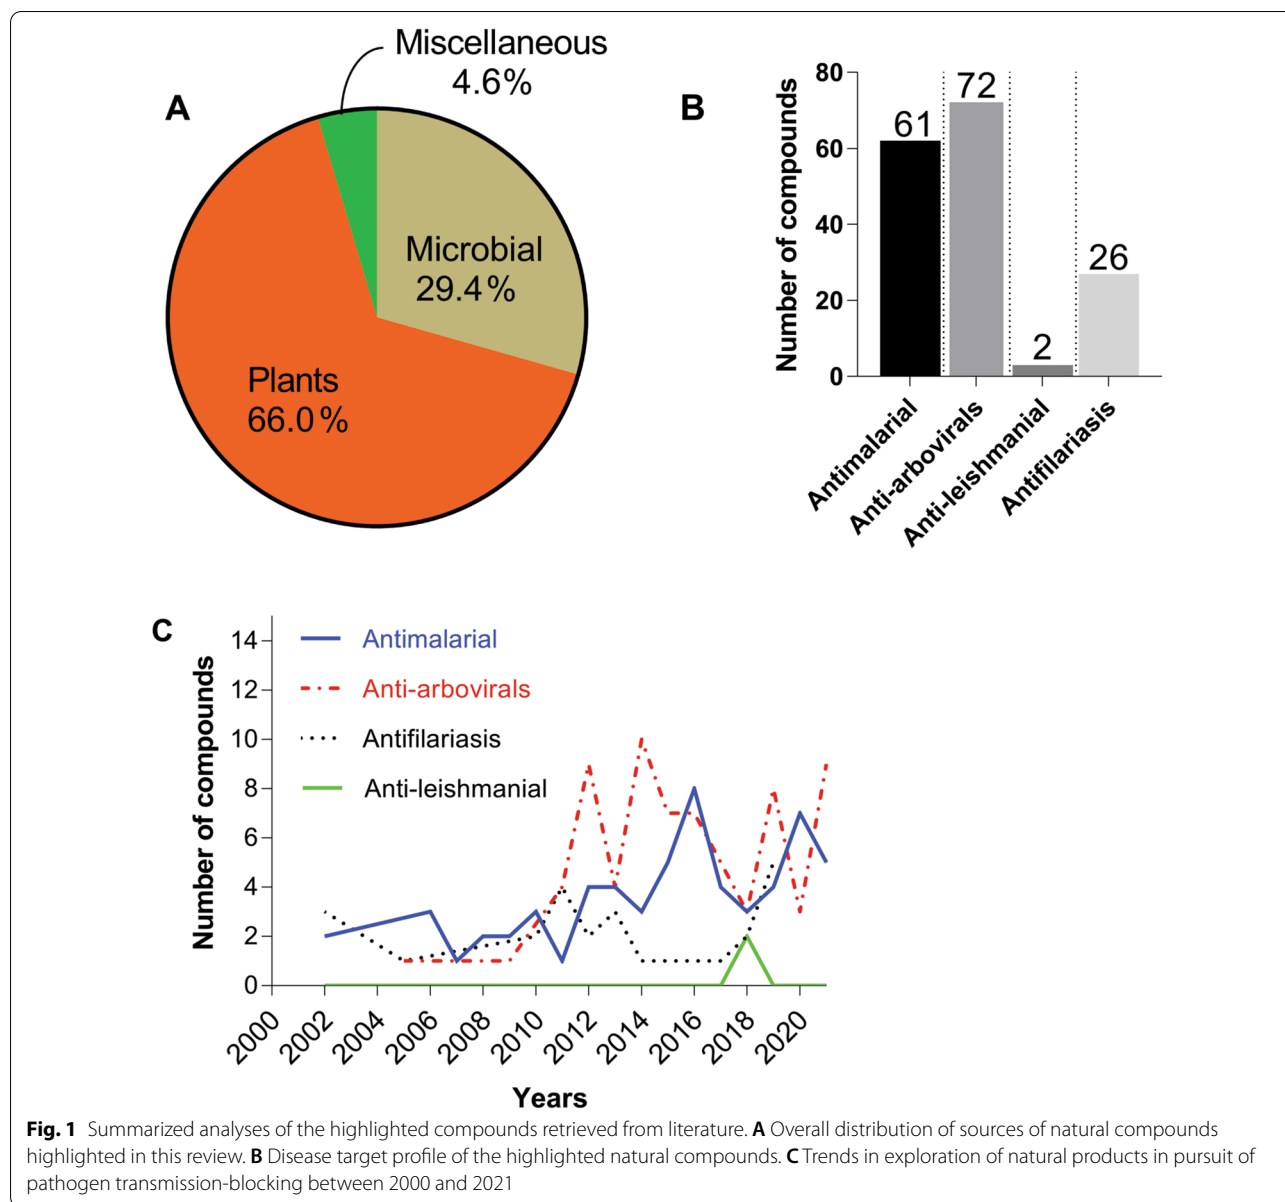 A
Miscellaneous
4.6%
Microbial
29.4%
Plants
66.0%
B
Number of compounds
80
60
40
20
0
61
72
2
26
Antimalarial
Anti-arbovirals
Anti-leishmanial
Antifilariasis
C
Number of compounds
14
12
10
8
6
4
2
0
Antimalarial
Anti-arbovirals
Antifilariasis
Anti-leishmanial
2000
2002
2004
2006
2008
2010
2012
2014
2016
2018
2020
Years
Fig. 1 Summarized analyses of the highlighted compounds retrieved from literature. A Overall distribution of sources of natural compounds
highlighted in this review. B Disease target profile of the highlighted natural compounds. C Trends in exploration of natural products in pursuit of
pathogen transmission-blocking between 2000 and 2021